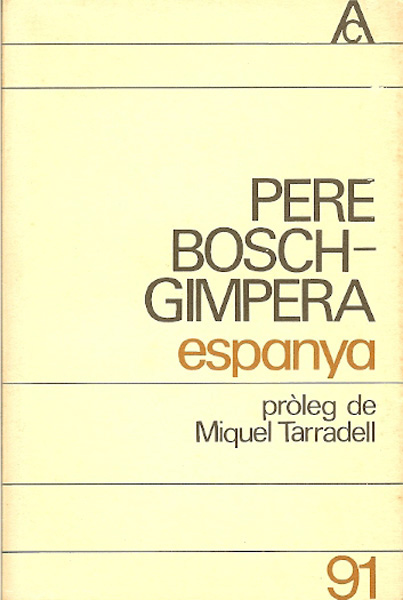 AC
PERE
BOSCH-
GIMPERA
espanya
pròleg de
Miquel Tarradell
91